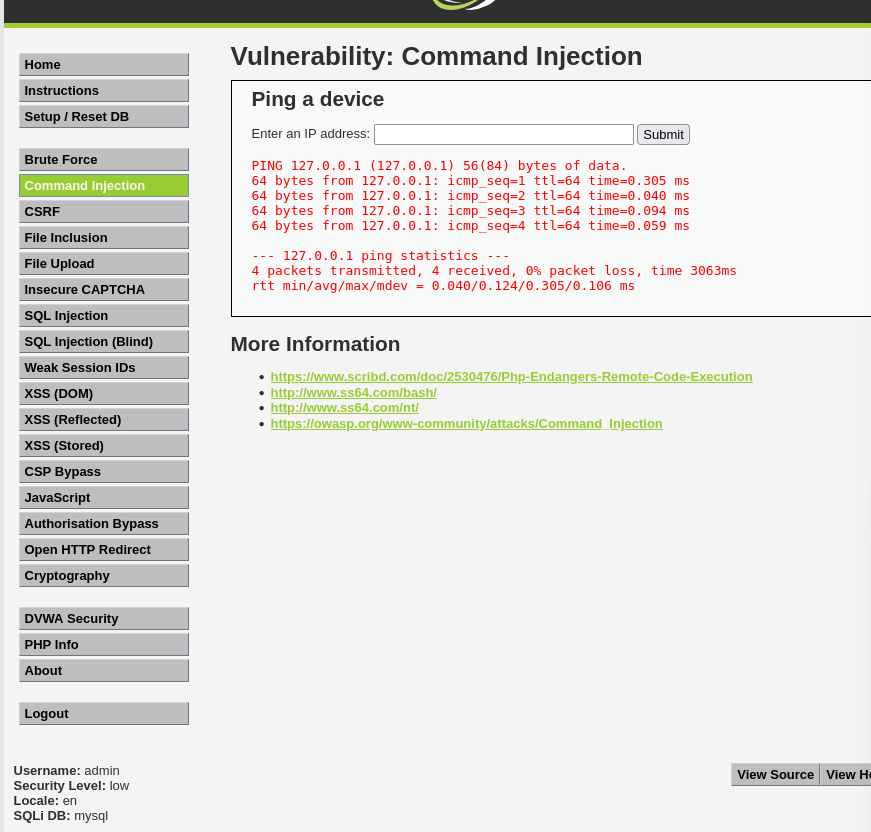 Home
Instructions
Setup / Reset DB
Brute Force
Command Injection
CSRF
File Inclusion
File Upload
Insecure CAPTCHA
SQL Injection
SQL Injection (Blind)
Weak Session IDs
XSS (DOM)
XSS (Reflected)
XSS (Stored)
CSP Bypass
JavaScript
Authorisation Bypass
Open HTTP Redirect
Cryptography
DVWA Security
PHP Info
About
Logout
Vulnerability: Command Injection
Ping a device
Enter an IP address: Submit
PING 127.0.0.1 (127.0.0.1) 56(84) bytes of data.
64 bytes from 127.0.0.1: icmp_seq=1 ttl=64 time=0.305 ms
64 bytes from 127.0.0.1: icmp_seq=2 ttl=64 time=0.040 ms
64 bytes from 127.0.0.1: icmp_seq=3 ttl=64 time=0.094 ms
64 bytes from 127.0.0.1: icmp_seq=4 ttl=64 time=0.059 ms
--- 127.0.0.1 ping statistics ---
4 packets transmitted, 4 received, 0% packet loss, time 3063ms
rtt min/avg/max/mdev = 0.040/0.124/0.305/0.106 ms
More Information
• https://www.scribd.com/doc/2530476/Php-Endangers-Remote-Code-Execution
• http://www.ss64.com/bash/
• http://www.ss64.com/nt/
• https://owasp.org/www-community/attacks/Command_Injection
Username: admin
Security Level: low
Locale: en
SQLi DB: mysql
View Source View